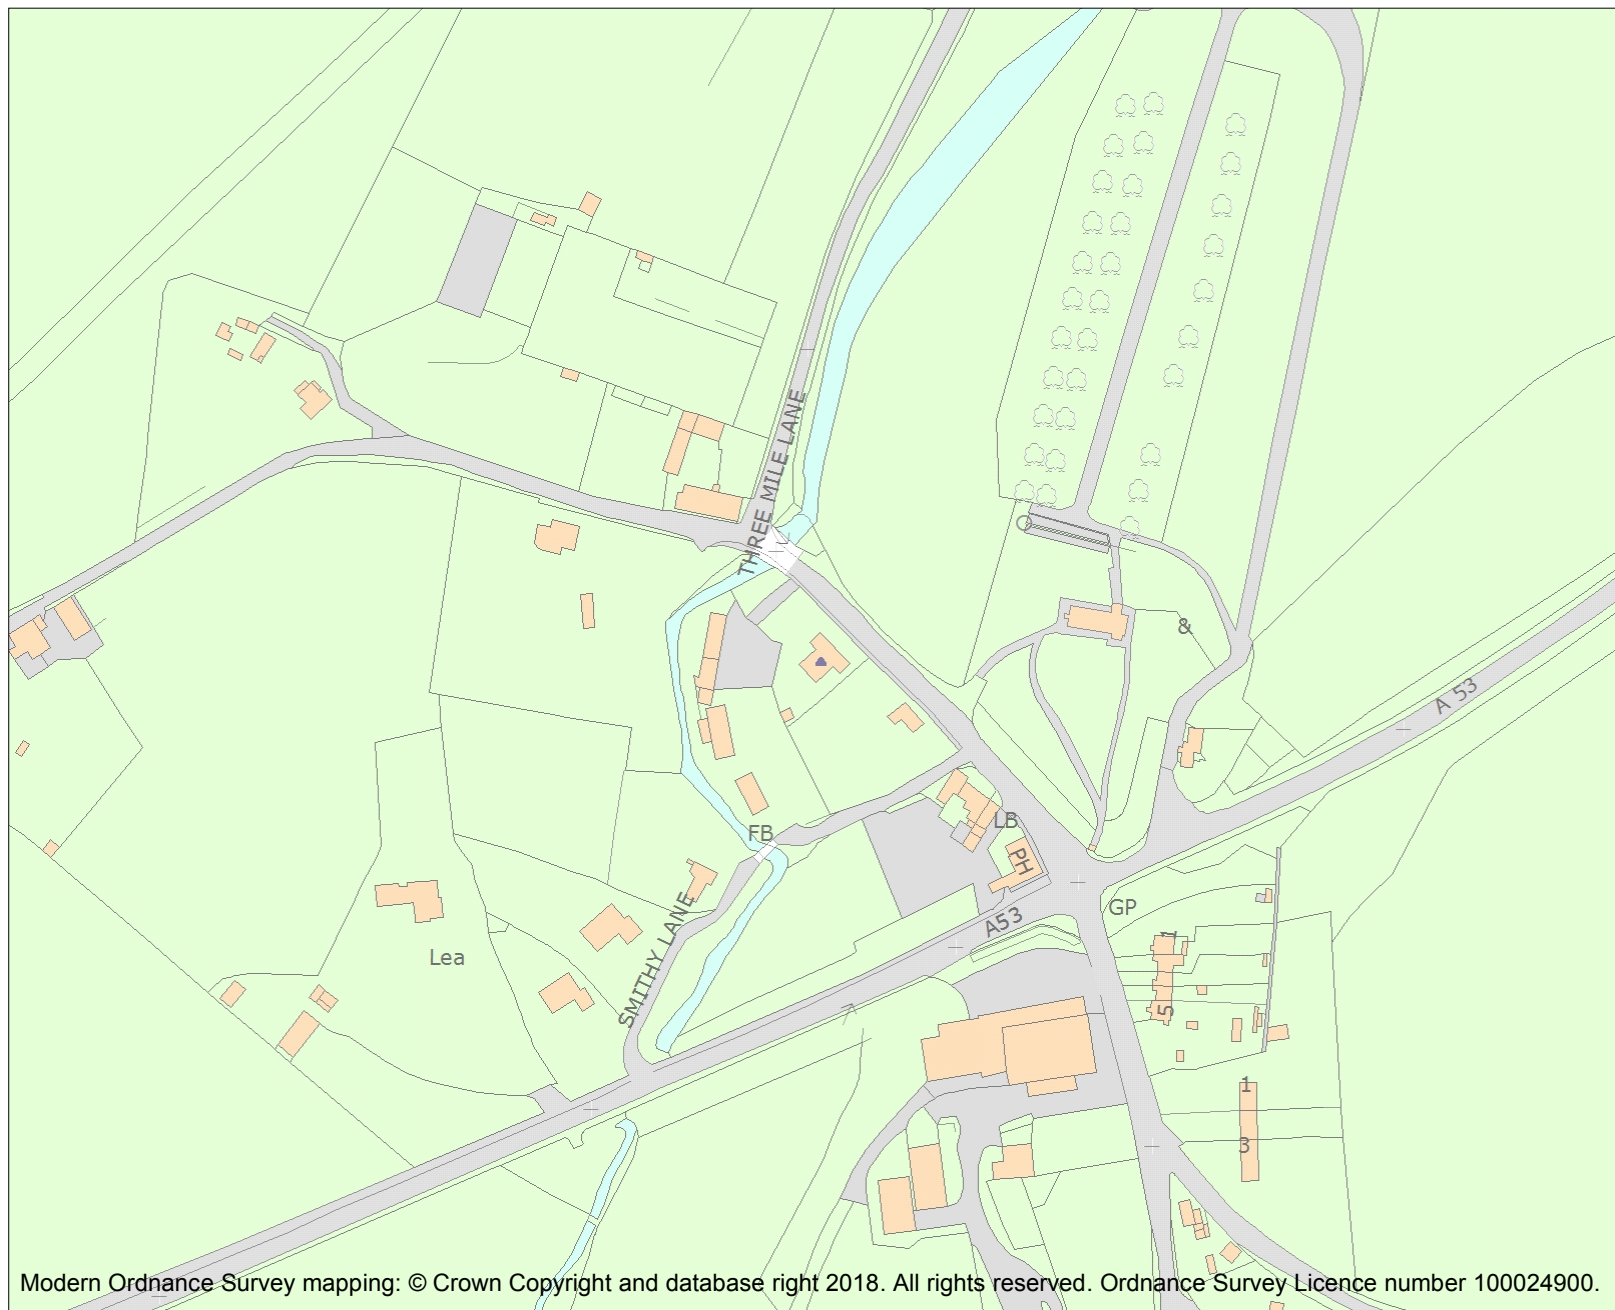 THREE MILE LANE
&
A 53
LB
FB
PH
A53
GP
SMITHY LANE
Lea
1
5
1
3
Modern Ordnance Survey mapping: © Crown Copyright and database right 2018. All rights reserved. Ordnance Survey Licence number 100024900.